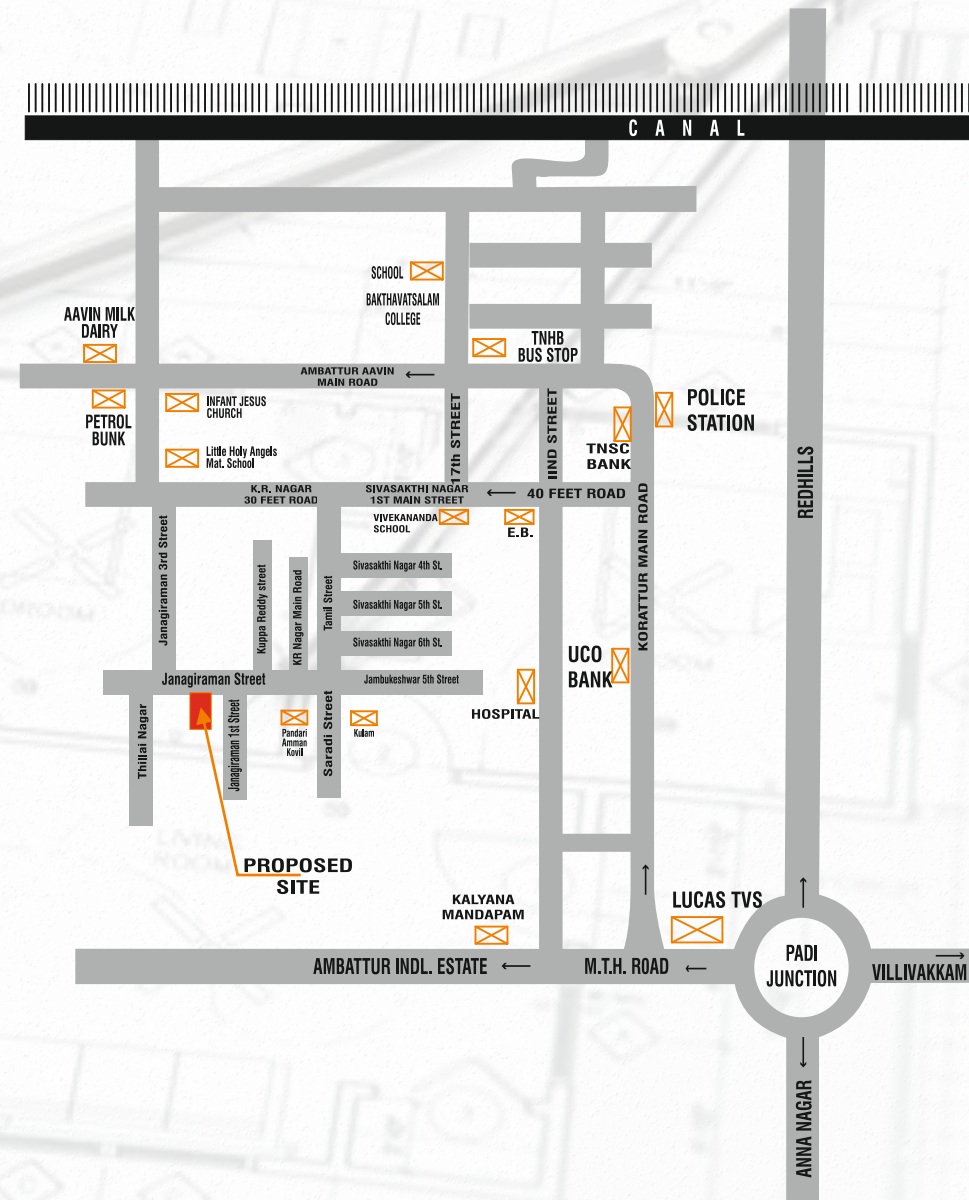 CANAL
SCHOOL
BAKTHAVATSALAM
COLLEGE
AAVIN MILK
DAIRY
TNHB
BUS STOP
AMBATTUR AAVIN
MAIN ROAD
PETROL
BUNK
INFANT JESUS
CHURCH
Little Holy Angels
Mat. School
17th STREET
IIND STREET
TNSC
BANK
POLICE
STATION
REDHILLS
K.R. NAGAR
30 FEET ROAD
SIVASAKTHI NAGAR
1ST MAIN STREET
40 FEET ROAD
VIVEKANANDA
SCHOOL
E.B.
KORATTUR MAIN ROAD
Janagiraman 3rd Street
Kuppa Reddy street
KR Nagar Main Road
Tamil Street
Sivasakthi Nagar 4th St.
Sivasakthi Nagar 5th St.
Sivasakthi Nagar 6th St.
UCO
BANK
Janagiraman Street
Jambukeshwar 5th Street
HOSPITAL
Thillai Nagar
Janagiraman 1st Street
Pandari
Amman
Kovil
Saradi Street
Kulam
PROPOSED
SITE
KALYANA
MANDAPAM
LUCAS TVS
AMBATTUR INDL. ESTATE
M.T.H. ROAD
PADI
JUNCTION
VILLIVAKKAM
ANNA NAGAR